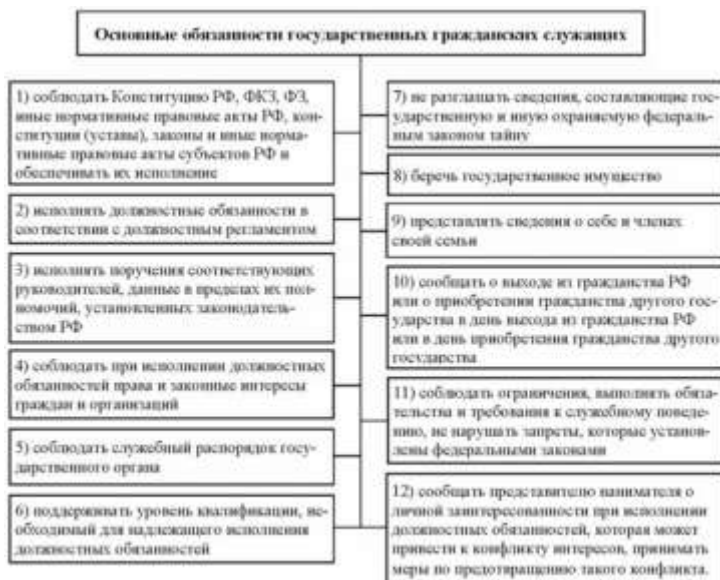 Основные обязанности государственных гражданских служащих
1) соблюдать Конституцию РФ, ФКЗ, ФЗ,
иные нормативные правовые акты РФ, кон-
ституции (уставы), законы и иные норма-
тивные правовые акты субъектов РФ и
обеспечивать их исполнение
2) исполнять должностные обязанности в
соответствии с должностным регламентом
3) исполнять поручения соответствующих
руководителей, данные в пределах их пол-
номочий, установленных законодатель-
ством РФ
4) соблюдать при исполнении должностных
обязанностей права и законные интересы
граждан и организаций
5) соблюдать служебный распорядок госу-
дарственного органа
6) поддерживать уровень квалификации, не-
обходимый для надлежащего исполнения
должностных обязанностей
7) не разглашать сведения, составляющие гос-
ударственную и иную охраняемую федераль-
ным законом тайну
8) беречь государственное имущество
9) представлять сведения о себе и членах
своей семьи
10) сообщать о выходе из гражданства РФ
или о приобретении гражданства другого гос-
ударства в день выхода из гражданства РФ
или в день приобретения гражданства другого
государства
11) соблюдать ограничения, выполнять обяза-
тельства и требования к служебному поведе-
нию, не нарушать запреты, которые установ-
лены федеральными законами
12) сообщать представителю нанимателя о
личной заинтересованности при исполнении
должностных обязанностей, которая может
привести к конфликту интересов, принимать
меры по предотвращению такого конфликта.